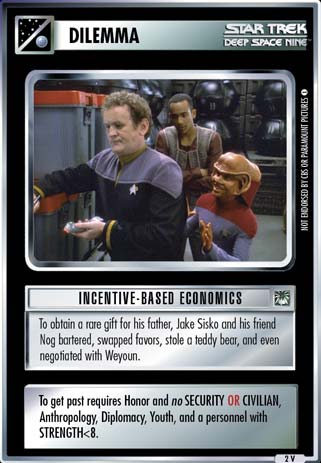 DILEMMA
STAR TREK
DEEP SPACE NINE
NOT ENDORSED BY CBS OR PARAMOUNT PICTURES
INCENTIVE-BASED ECONOMICS
To obtain a rare gift for his father, Jake Sisko and his friend
Nog bartered, swapped favors, stole a teddy bear, and even
negotiated with Weyoun.
To get past requires Honor and no SECURITY OR CIVILIAN,
Anthropology, Diplomacy, Youth, and a personnel with
STRENGTH<8.
2 V